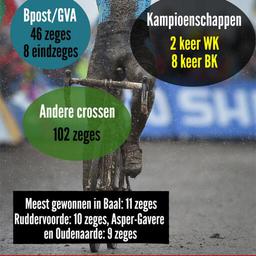 Bpost/GVA
46 zeges
8 eindzeges
Kampioenschappen
2 keer WK
8 keer BK
Andere crossen
102 zeges
Meest gewonnen in Baal: 11 zeges
Ruddervoorde: 10 zeges, Asper-Gavere
en Oudenaarde: 9 zeges